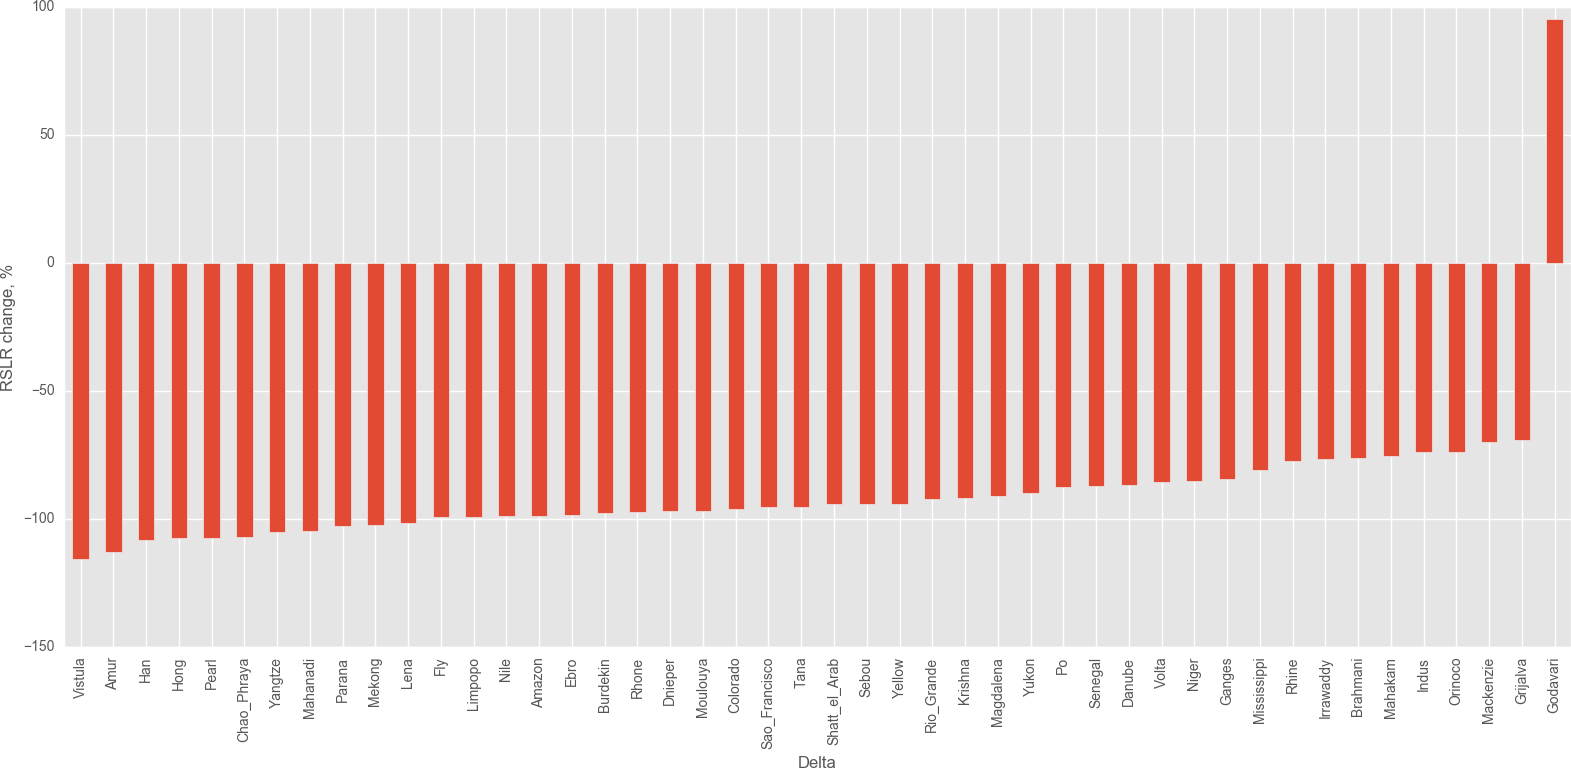 100
50
0
−50
−100
−150
RSLR change, %
Vistula
Amur
Han
Hong
Pearl
Chao_Phraya
Yangtze
Mahanadi
Parana
Mekong
Lena
Fly
Limpopo
Nile
Amazon
Ebro
Burdekin
Rhone
Dnieper
Moulouya
Colorado
Sao_Francisco
Tana
Shatt_el_Arab
Sebou
Yellow
Rio_Grande
Krishna
Magdalena
Yukon
Po
Senegal
Danube
Volta
Niger
Ganges
Mississippi
Rhine
Irrawaddy
Brahmani
Mahakam
Indus
Orinoco
Mackenzie
Grijalva
Godavari
Delta